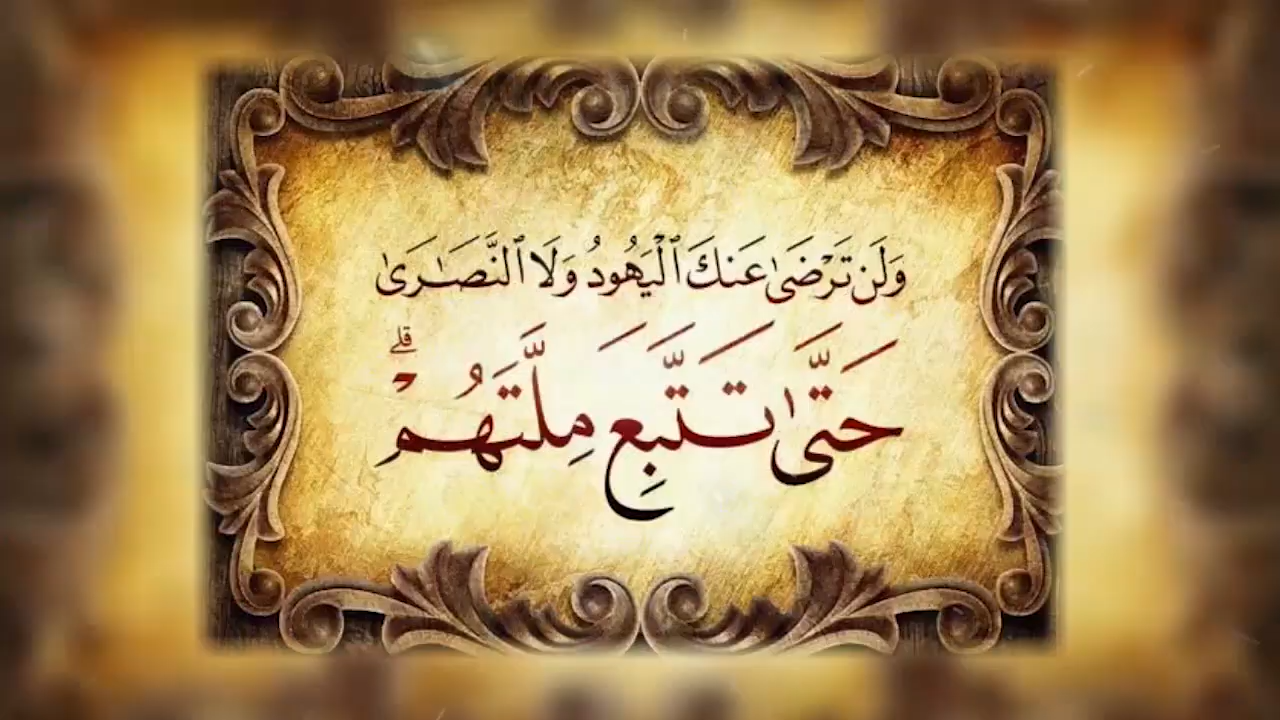 وَلَن تَرْضَىٰ عَنكَ ٱلْيَهُودُ وَلَا ٱلنَّصَـٰرَىٰ
حَتَّىٰ تَتَّبِعَ مِلَّتَهُمْ ۗ